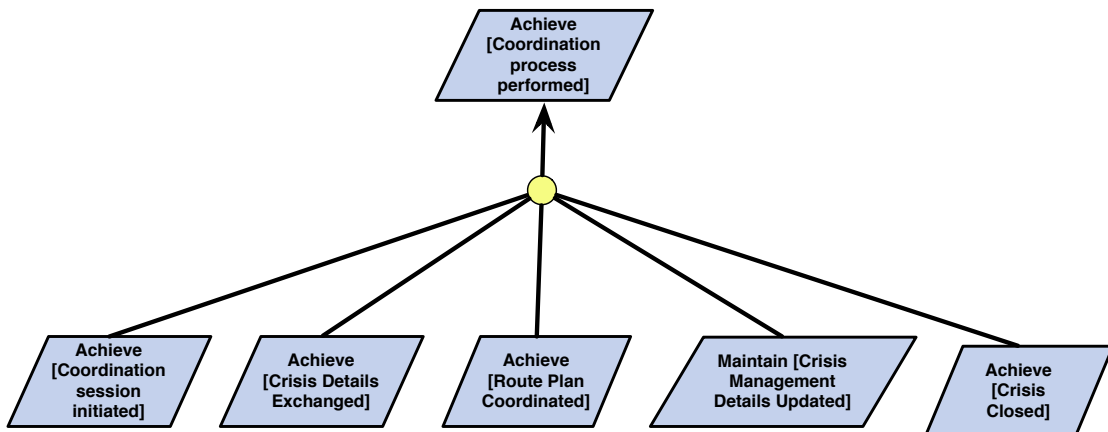 Achieve
[Coordination
process
performed]
Achieve
[Coordination
session
initiated]
Achieve
[Crisis Details
Exchanged]
Achieve
[Route Plan
Coordinated]
Maintain [Crisis
Management
Details Updated]
Achieve
[Crisis
Closed]